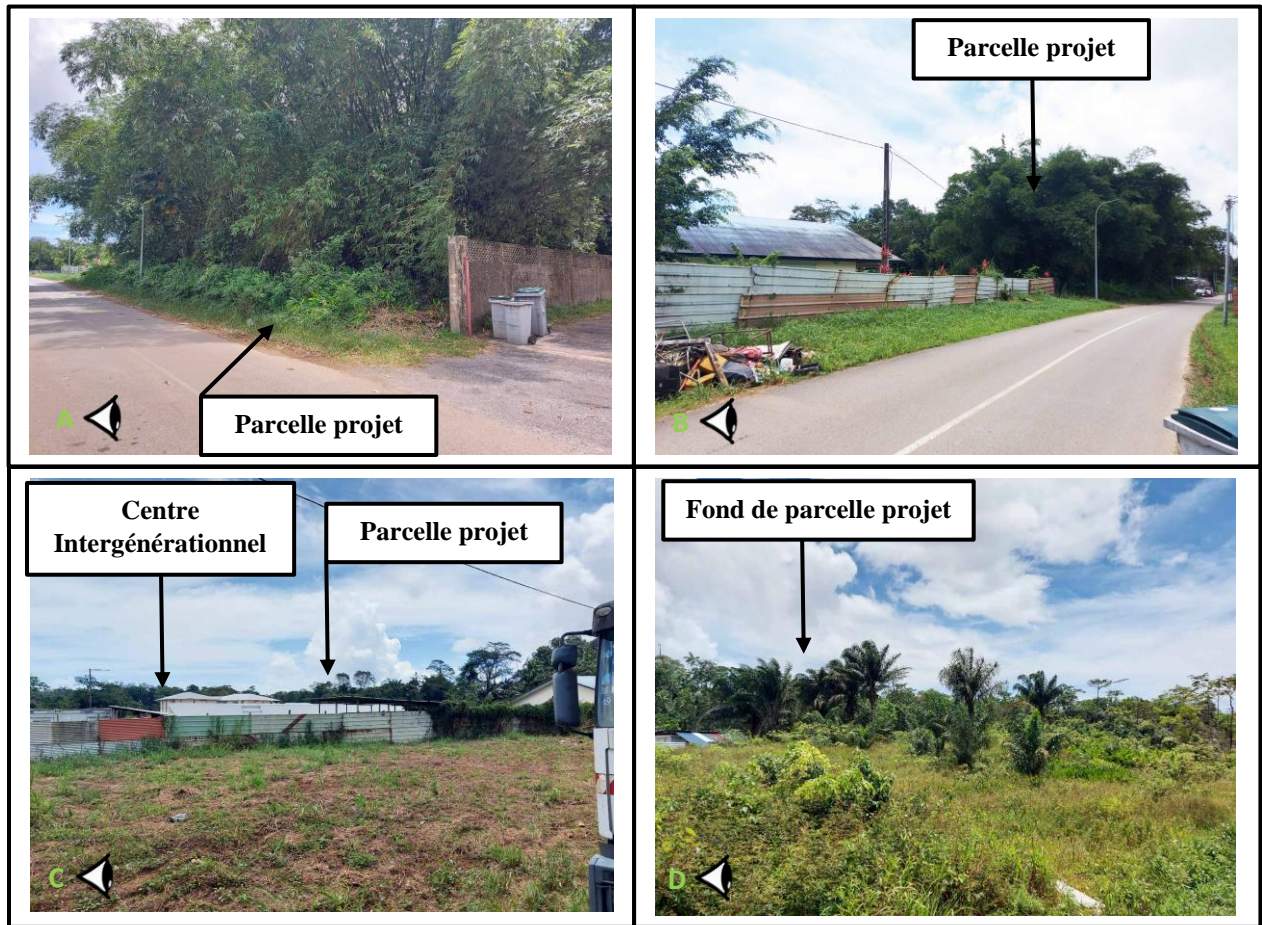 Parcelle projet
A
Parcelle projet
B
Centre
Intergénérationnel
Parcelle projet
C
Fond de parcelle projet
D